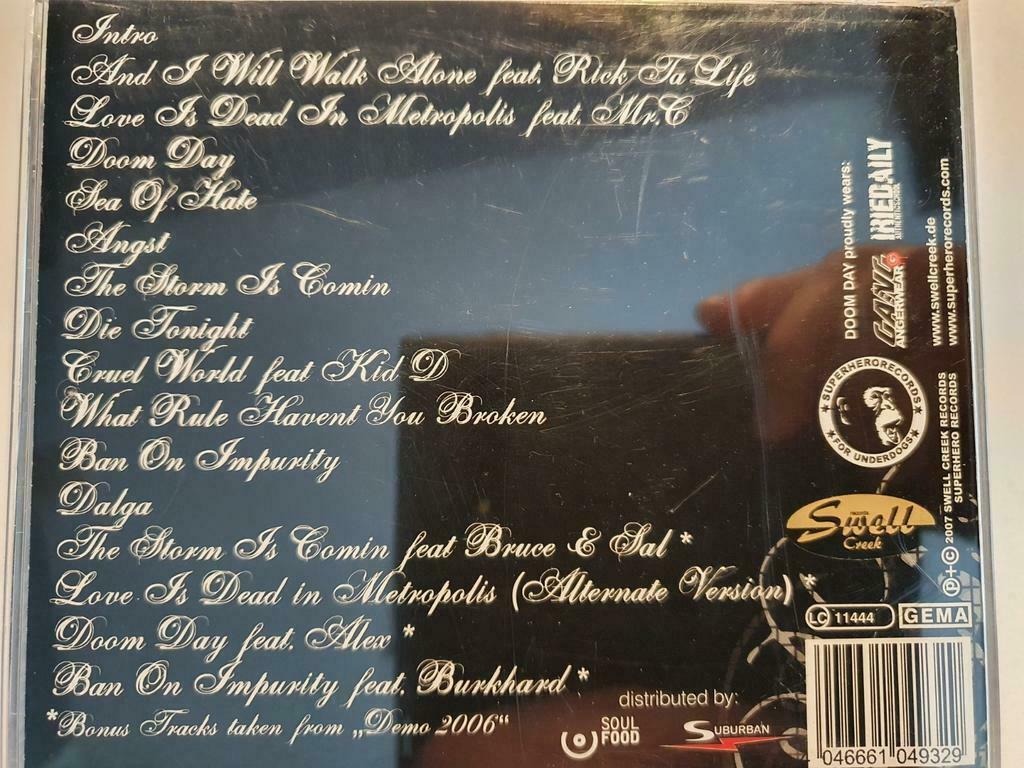 Intro
And I Will Walk Alone feat. Rick Ta Life
Love Is Dead In Metropolis feat. Mr.C
Doom Day
Sea Of Hate
Angst
The Storm Is Comin
Die Tonight
Cruel World feat Kid D
What Rule Havent You Broken
Ban On Impurity
Dalga
The Storm Is Comin feat Bruce & Sal *
Love Is Dead in Metropolis (Alternate Version) *
Doom Day feat. Alex *
Ban On Impurity feat. Burkhard *
*Bonus Tracks taken from „Demo 2006“
distributed by:
SOUL FOOD
SUBURBAN
DOOM DAY proudly wears:
ANGERWEAR
IRIEDAILY
www.swellcreek.de
www.superherorecords.com
SUPERHERORECORDS
FOR UNDERDOGS
Swell
Creek
℗+© 2007 SWELL CREEK RECORDS
SUPERHERO RECORDS
LC 11444
GEMA
046661 049329